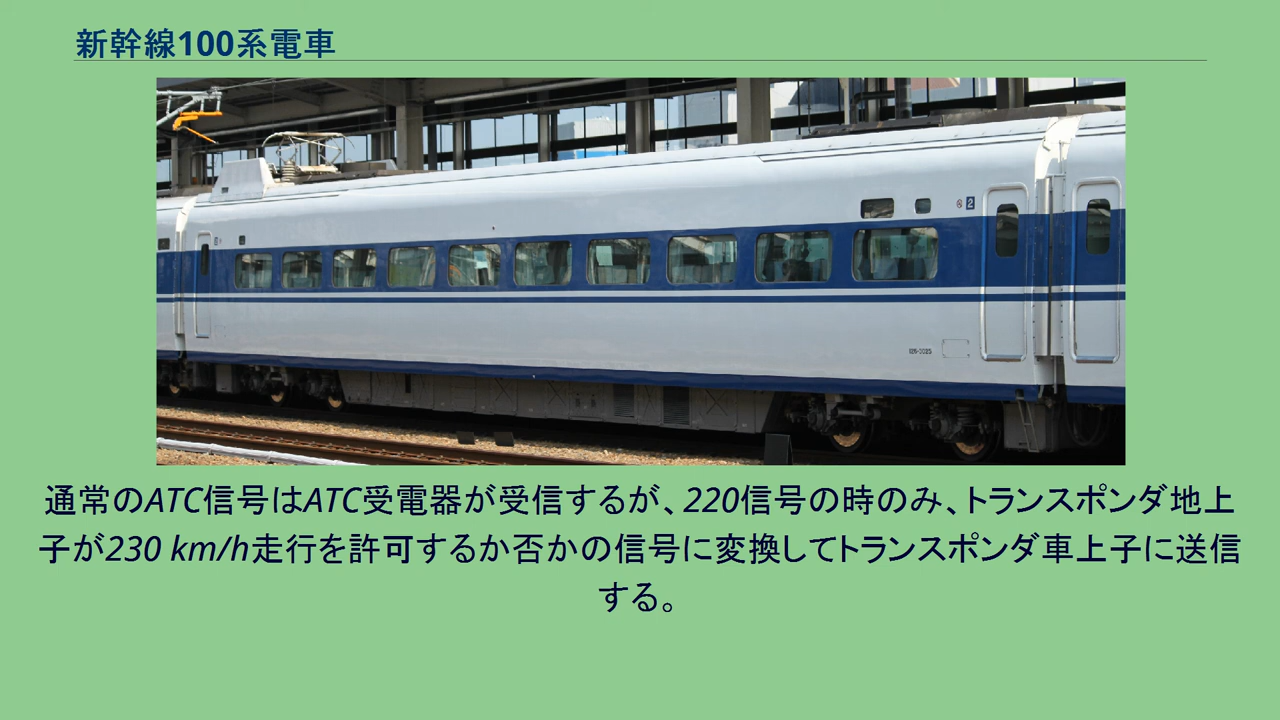 新幹線100系電車
2
通常のATC信号はATC受電器が受信するが、220信号の時のみ、トランスポンダ地上
子が230 km/h走行を許可するか否かの信号に変換してトランスポンダ車上子に送信
する。